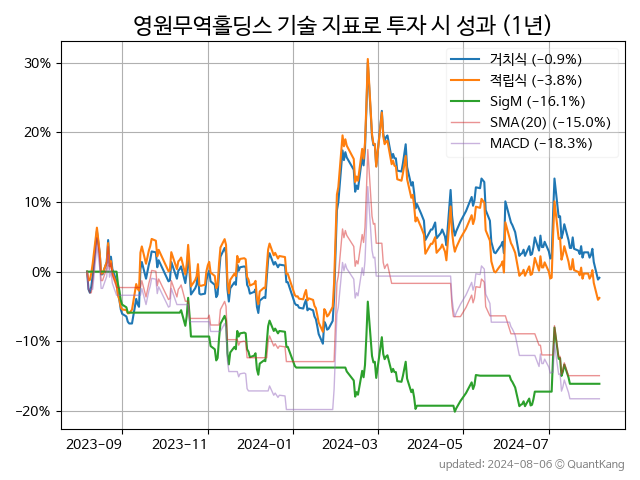 영원무역홀딩스 기술 지표로 투자 시 성과 (1년)
거치식 (−0.9%)
적립식 (−3.8%)
SigM (−16.1%)
SMA(20) (−15.0%)
MACD (−18.3%)
30%
20%
10%
0%
−10%
−20%
2023-09
2023-11
2024-01
2024-03
2024-05
2024-07
updated: 2024-08-06 © QuantKang